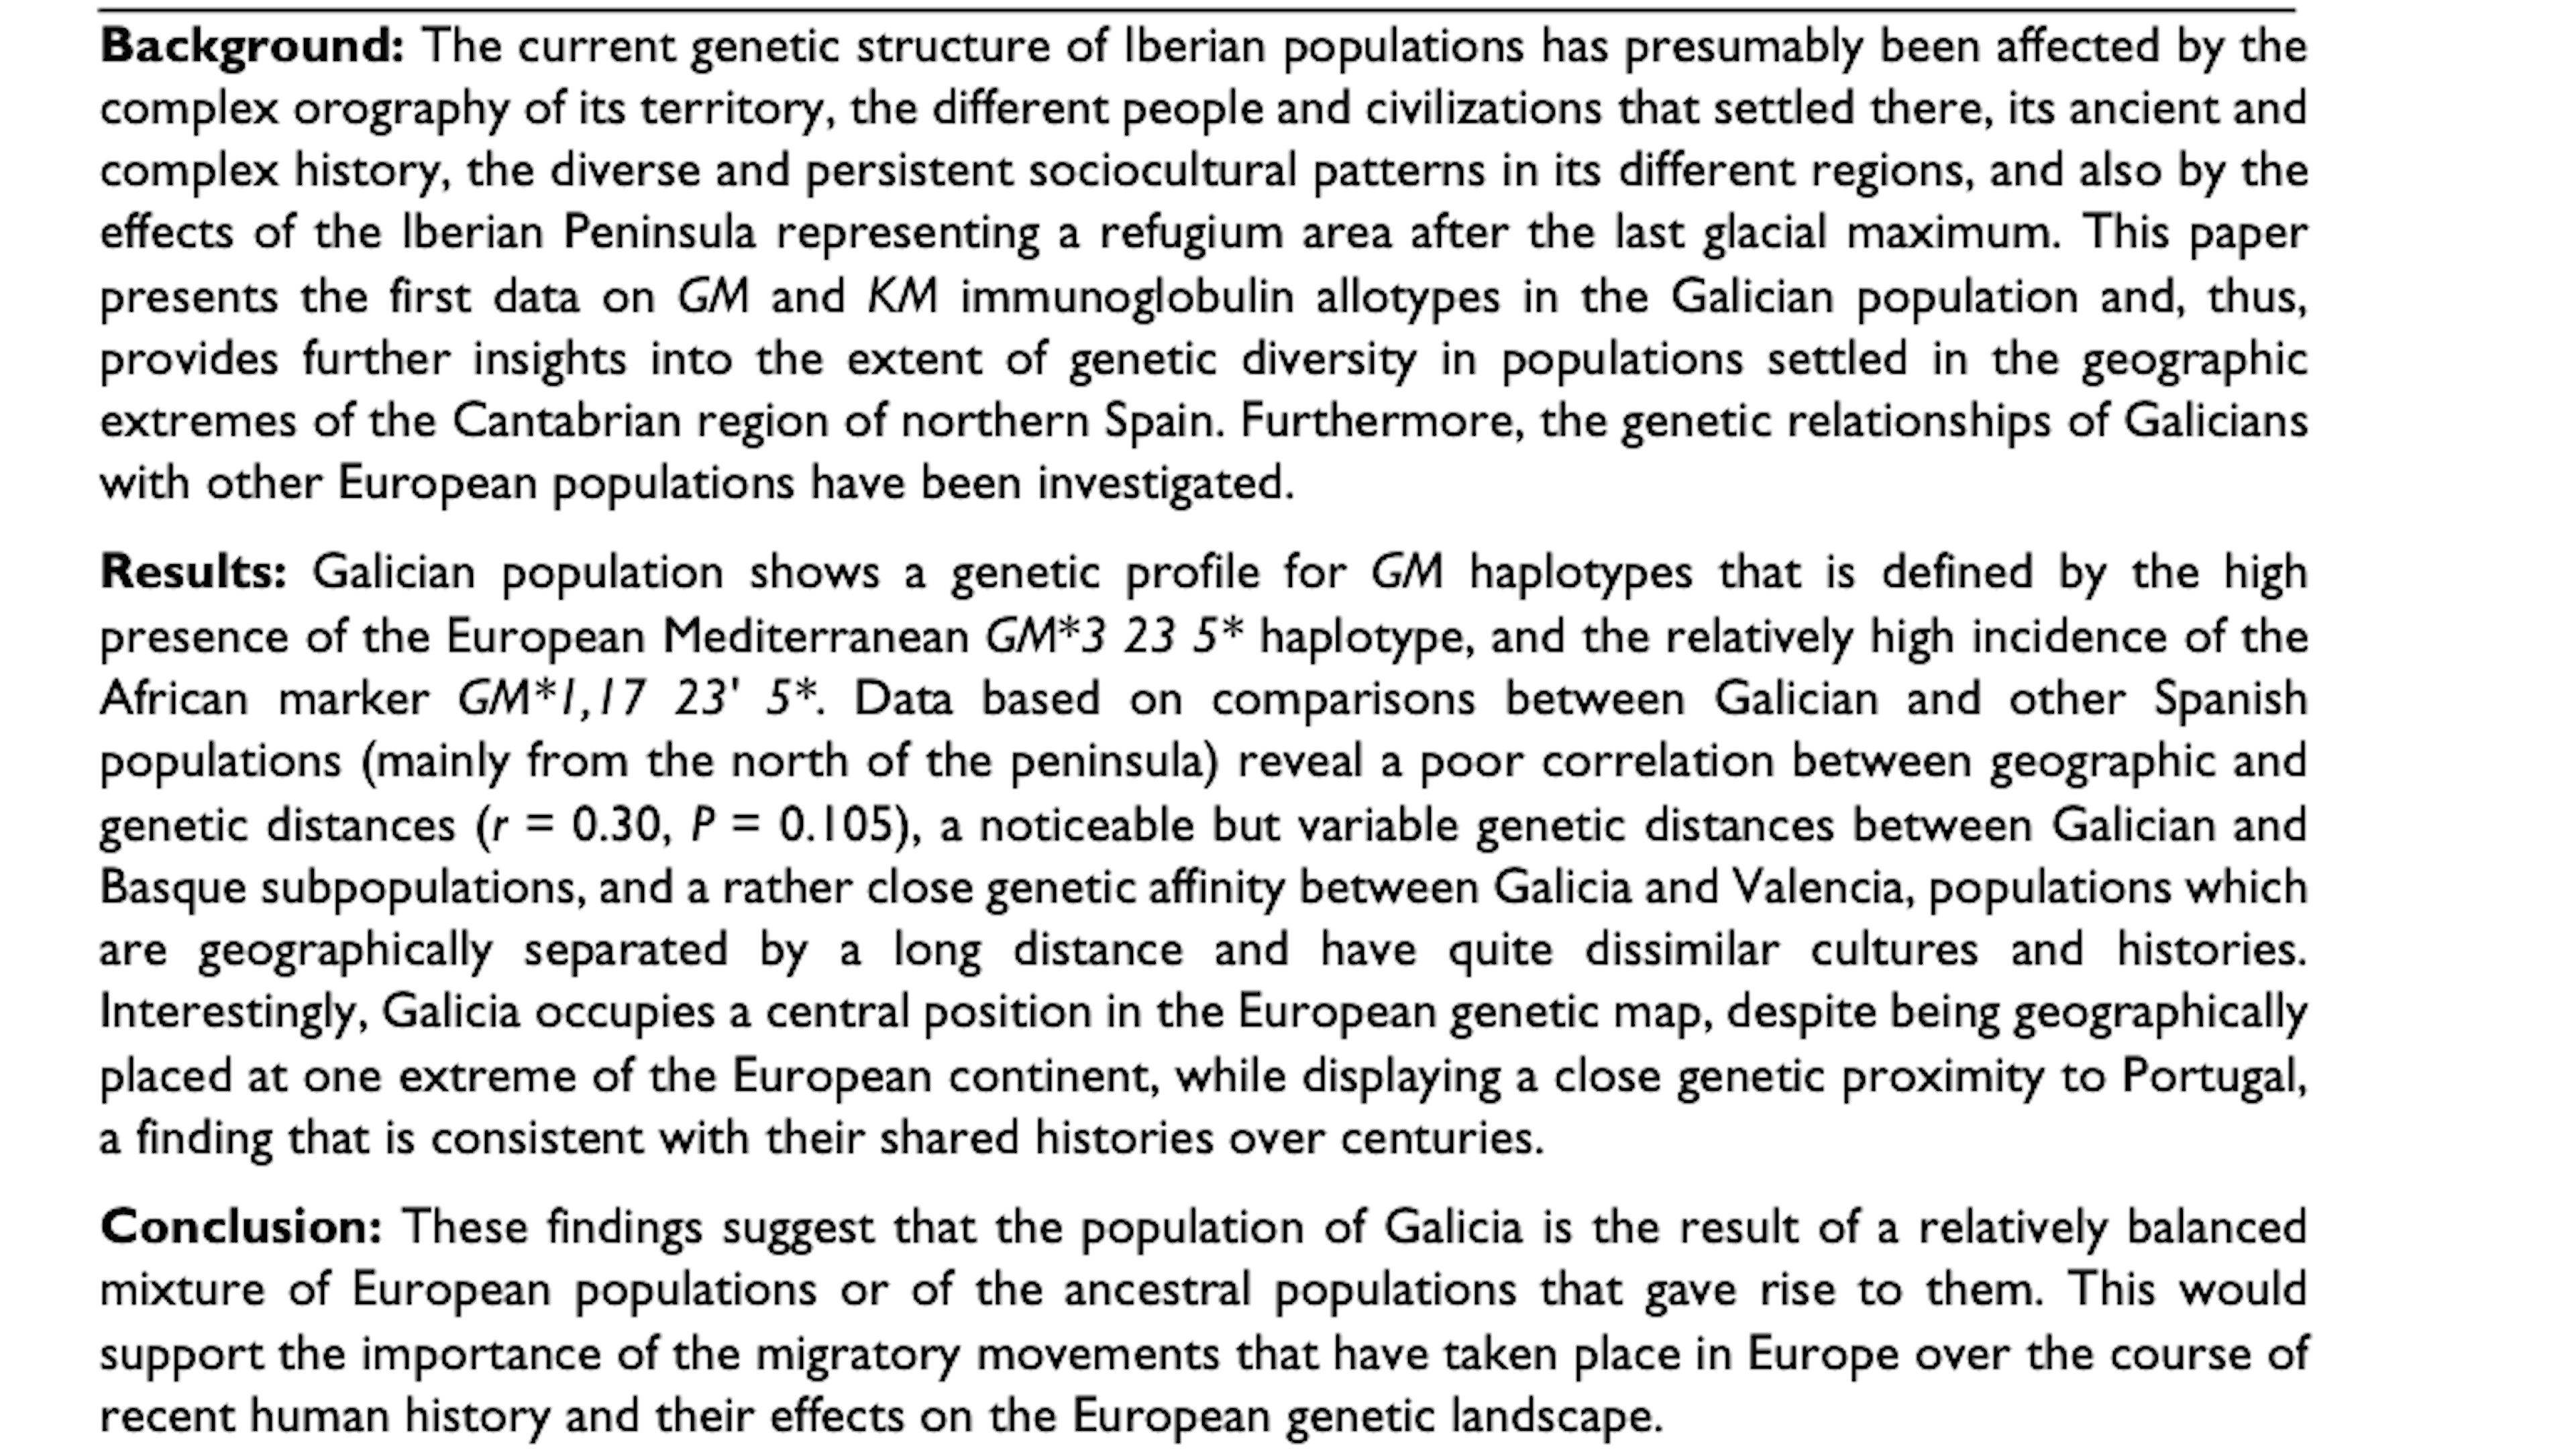 Background: The current genetic structure of Iberian populations has presumably been affected by the
complex orography of its territory, the different people and civilizations that settled there, its ancient and
complex history, the diverse and persistent sociocultural patterns in its different regions, and also by the
effects of the Iberian Peninsula representing a refugium area after the last glacial maximum. This paper
presents the first data on GM and KM immunoglobulin allotypes in the Galician population and, thus,
provides further insights into the extent of genetic diversity in populations settled in the geographic
extremes of the Cantabrian region of northern Spain. Furthermore, the genetic relationships of Galicians
with other European populations have been investigated.
Results: Galician population shows a genetic profile for GM haplotypes that is defined by the high
presence of the European Mediterranean GM*3 23 5* haplotype, and the relatively high incidence of the
African marker GM*1,17 23' 5*. Data based on comparisons between Galician and other Spanish
populations (mainly from the north of the peninsula) reveal a poor correlation between geographic and
genetic distances (r = 0.30, P = 0.105), a noticeable but variable genetic distances between Galician and
Basque subpopulations, and a rather close genetic affinity between Galicia and Valencia, populations which
are geographically separated by a long distance and have quite dissimilar cultures and histories.
Interestingly, Galicia occupies a central position in the European genetic map, despite being geographically
placed at one extreme of the European continent, while displaying a close genetic proximity to Portugal,
a finding that is consistent with their shared histories over centuries.
Conclusion: These findings suggest that the population of Galicia is the result of a relatively balanced
mixture of European populations or of the ancestral populations that gave rise to them. This would
support the importance of the migratory movements that have taken place in Europe over the course of
recent human history and their effects on the European genetic landscape.